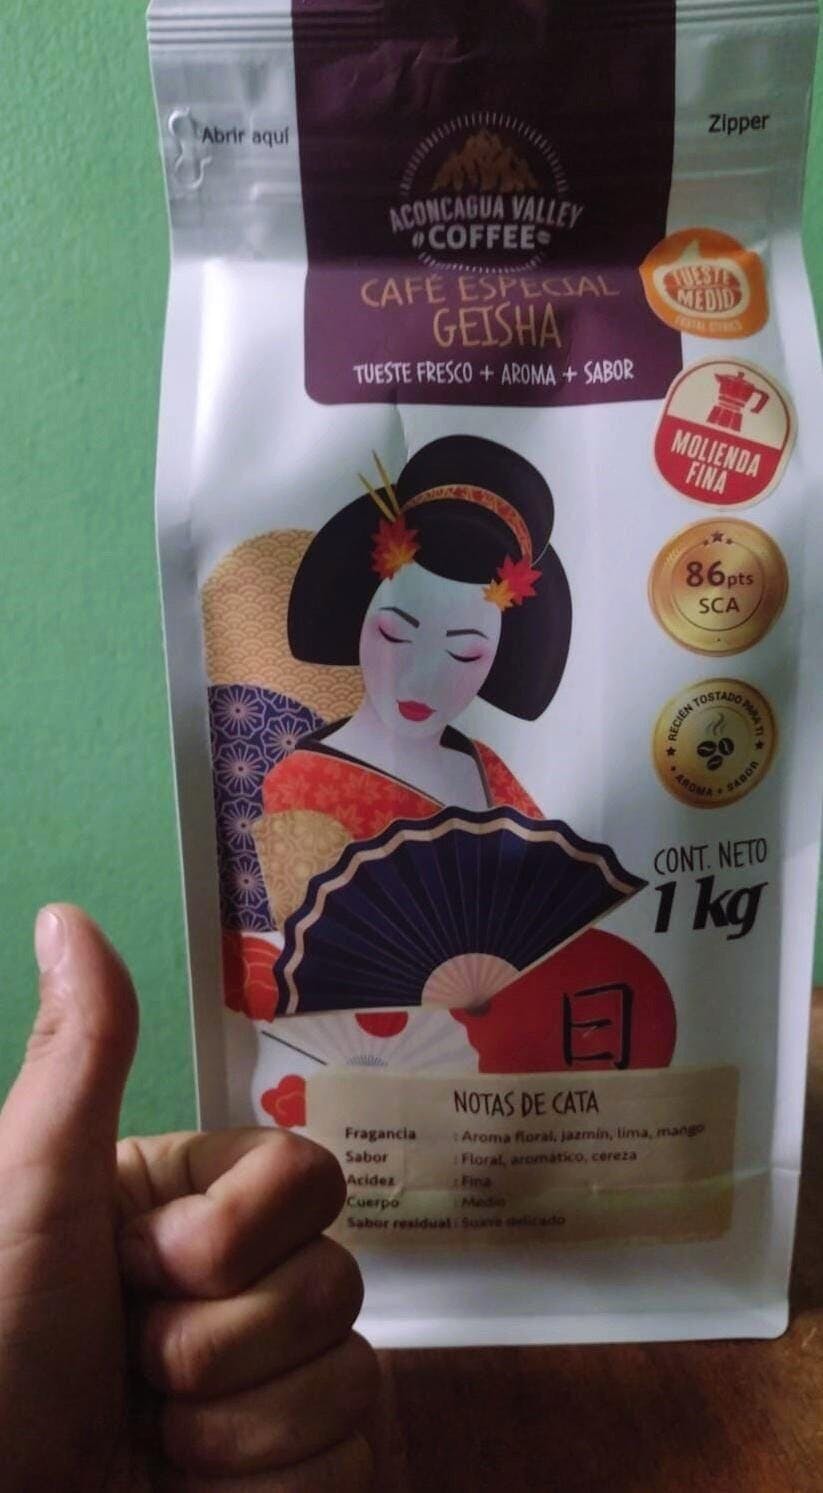 Abrir aquí
Zipper
ACONCAGUA VALLEY
COFFEE
CAFÉ ESPECIAL
GEISHA
TUESTE FRESCO + AROMA + SABOR
TUESTE
MEDIO
MOLIENDA
FINA
86pts
SCA
RECIÉN TOSTADO PARA TI
AROMA + SABOR
CONT. NETO
1 kg
NOTAS DE CATA
Fragancia : Aroma floral, jazmín, lima, mango
Sabor : Floral, aromático, cereza
Acidez : Fina
Cuerpo : Medio
Sabor residual : Suave delicado